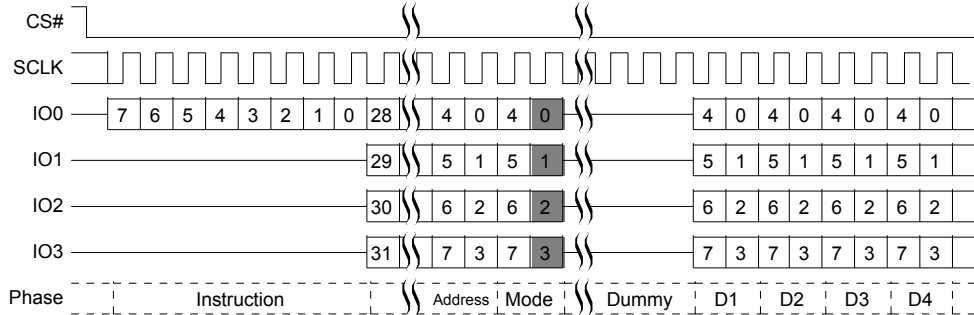 CS#
SCLK
IO0 7 6 5 4 3 2 1 0 28 4 0 4 0 4 0 4 0 4 0 4 0
IO1 29 5 1 5 1 5 1 5 1 5 1 5 1
IO2 30 6 2 6 2 6 2 6 2 6 2 6 2
IO3 31 7 3 7 3 7 3 7 3 7 3 7 3
Phase Instruction Address Mode Dummy D1 D2 D3 D4